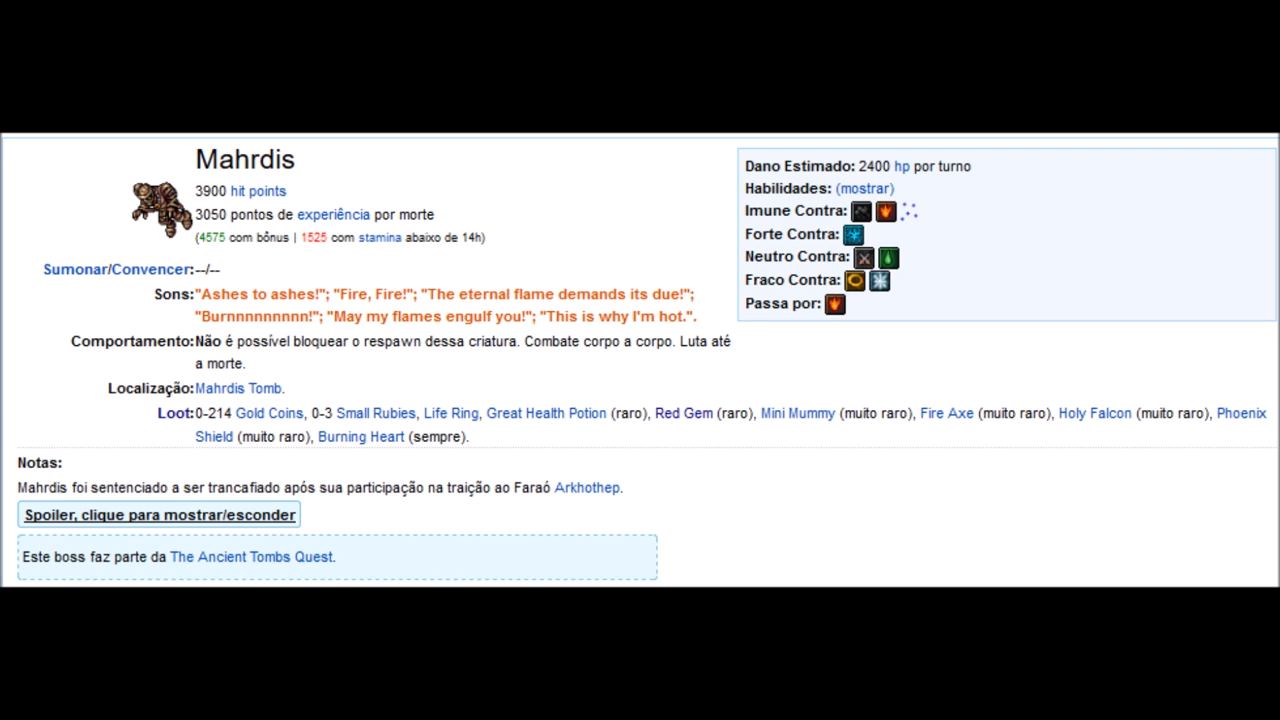 Mahrdis
3900 hit points
3050 pontos de experiência por morte
(4575 com bônus | 1525 com stamina abaixo de 14h)
Sumonar/Convencer:--/--
Sons:"Ashes to ashes!"; "Fire, Fire!"; "The eternal flame demands its due!";
"Burnnnnnnnnn!"; "May my flames engulf you!"; "This is why I'm hot.".
Comportamento:Não é possível bloquear o respawn dessa criatura. Combate corpo a corpo. Luta até
a morte.
Localização:Mahrdis Tomb.
Loot:0-214 Gold Coins, 0-3 Small Rubies, Life Ring, Great Health Potion (raro), Red Gem (raro), Mini Mummy (muito raro), Fire Axe (muito raro), Holy Falcon (muito raro), Phoenix
Shield (muito raro), Burning Heart (sempre).
Dano Estimado: 2400 hp por turno
Habilidades: (mostrar)
Imune Contra:
Forte Contra:
Neutro Contra:
Fraco Contra:
Passa por:
Notas:
Mahrdis foi sentenciado a ser trancafiado após sua participação na traição ao Faraó Arkhothep.
Spoiler, clique para mostrar/esconder
Este boss faz parte da The Ancient Tombs Quest.